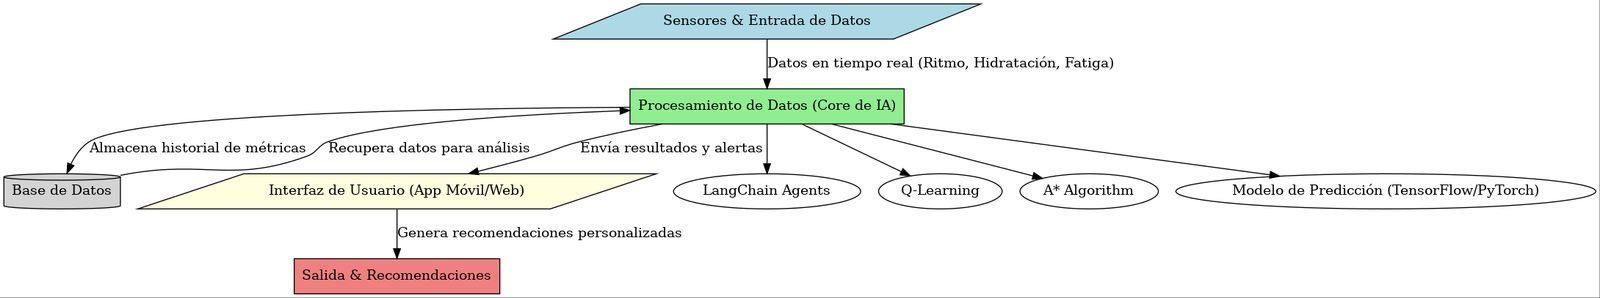 Sensores & Entrada de Datos
Datos en tiempo real (Ritmo, Hidratación, Fatiga)
Procesamiento de Datos (Core de IA)
Almacena historial de métricas
Recupera datos para análisis
Envía resultados y alertas
Base de Datos
Interfaz de Usuario (App Móvil/Web)
LangChain Agents
Q-Learning
A* Algorithm
Modelo de Predicción (TensorFlow/PyTorch)
Genera recomendaciones personalizadas
Salida & Recomendaciones